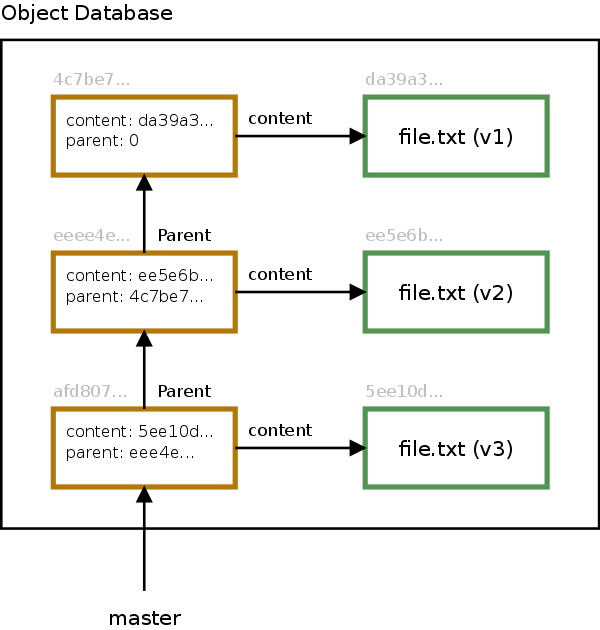 Object Database
4c7be7...
da39a3...
content: da39a3...
parent: 0
content
file.txt (v1)
Parent
eeee4e...
ee5e6b...
content: ee5e6b...
parent: 4c7be7...
content
file.txt (v2)
Parent
afd807...
5ee10d...
content: 5ee10d...
parent: eee4e...
content
file.txt (v3)
master